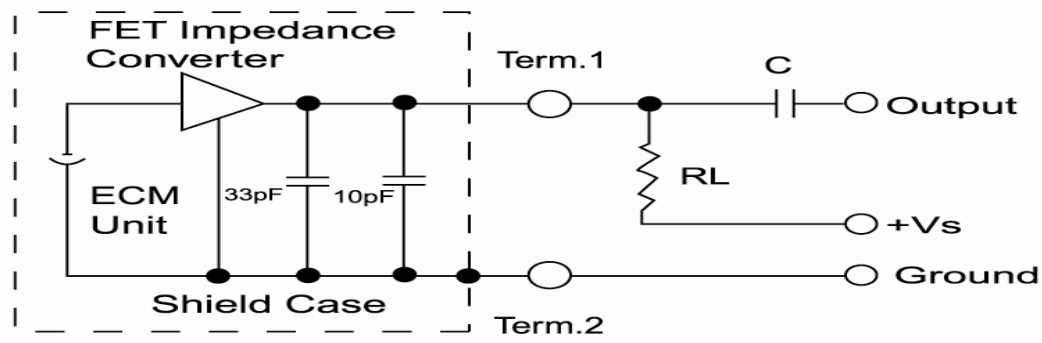 FET Impedance
Converter
Term.1
C
Output
ECM
Unit
33pF
10pF
RL
+Vs
Ground
Shield Case
Term.2